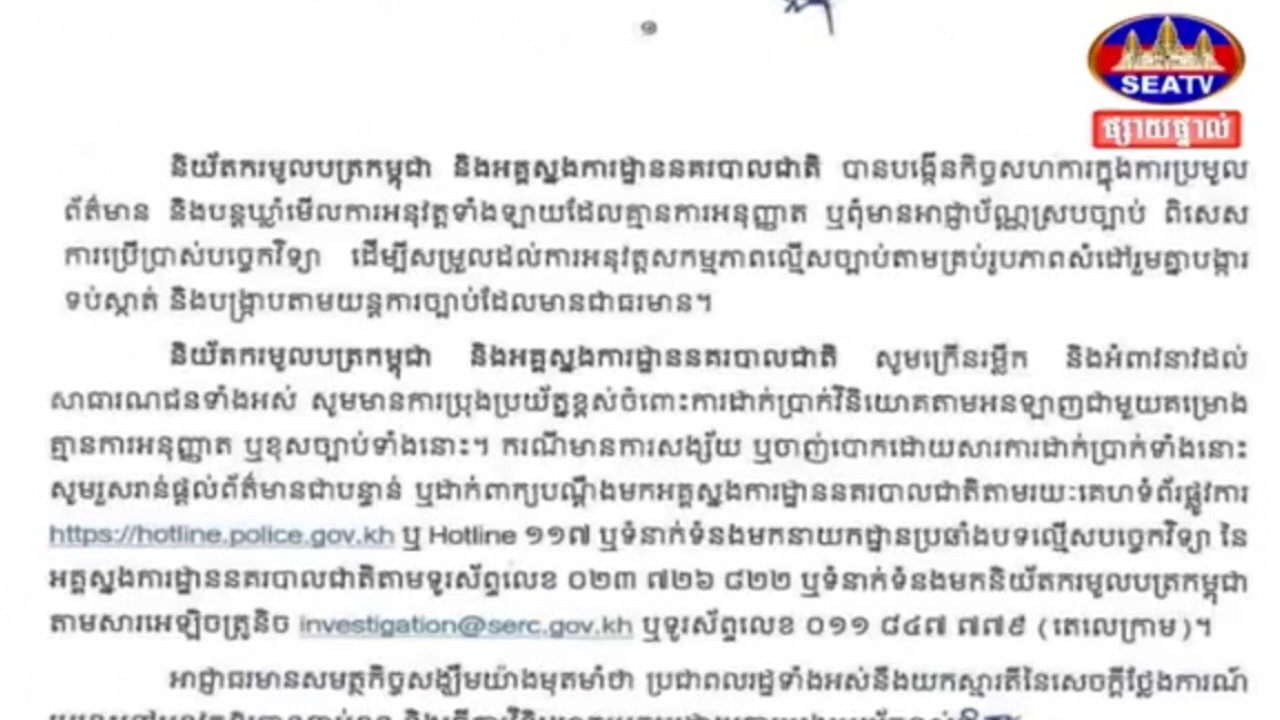 ១
SEATV
ផ្សាយផ្ទាល់
និយ័តករមូលបត្រកម្ពុជា និងអគ្គស្នងការដ្ឋាននគរបាលជាតិ បានបង្កើនកិច្ចសហការក្នុងការប្រមូល
ព័ត៌មាន និងបន្តឃ្លាំមើលការអនុវត្តទាំងឡាយដែលគ្មានការអនុញ្ញាត ឬពុំមានអាជ្ញាប័ណ្ណស្របច្បាប់ ពិសេស
ការប្រើប្រាស់បច្ចេកវិទ្យា ដើម្បីសម្រួលដល់ការអនុវត្តសកម្មភាពល្មើសច្បាប់តាមគ្រប់រូបភាពសំដៅរួមគ្នាបង្ការ
ទប់ស្កាត់ និងបង្ក្រាបតាមយន្តការច្បាប់ដែលមានជាធរមាន។
និយ័តករមូលបត្រកម្ពុជា និងអគ្គស្នងការដ្ឋាននគរបាលជាតិ សូមក្រើនរម្លឹក និងអំពាវនាវដល់
សាធារណជនទាំងអស់ សូមមានការប្រុងប្រយ័ត្នខ្ពស់ចំពោះការដាក់ប្រាក់វិនិយោគតាមអនឡាញជាមួយគម្រោង
គ្មានការអនុញ្ញាត ឬខុសច្បាប់ទាំងនោះ។ ករណីមានការសង្ស័យ ឬចាញ់បោកដោយសារការដាក់ប្រាក់ទាំងនោះ
សូមរួសរាន់ផ្តល់ព័ត៌មានជាបន្ទាន់ ឬដាក់ពាក្យបណ្តឹងមកអគ្គស្នងការដ្ឋាននគរបាលជាតិតាមរយៈគេហទំព័រផ្លូវការ
https://hotline.police.gov.kh ឬ Hotline ១១៧ ឬទំនាក់ទំនងមកនាយកដ្ឋានប្រឆាំងបទល្មើសបច្ចេកវិទ្យា នៃ
អគ្គស្នងការដ្ឋាននគរបាលជាតិតាមទូរស័ព្ទលេខ ០២៣ ៧២៦ ៨២២ ឬទំនាក់ទំនងមកនិយ័តករមូលបត្រកម្ពុជា
តាមសារអេឡិចត្រូនិច investigation@serc.gov.kh ឬទូរស័ព្ទលេខ ០១១ ៨៤៧ ៧៧៩ (តេលេក្រាម)។
អាជ្ញាធរមានសមត្ថកិច្ចសង្ឃឹមយ៉ាងមុតមាំថា ប្រជាពលរដ្ឋទាំងអស់នឹងយកស្មារតីនៃសេចក្តីថ្លែងការណ៍